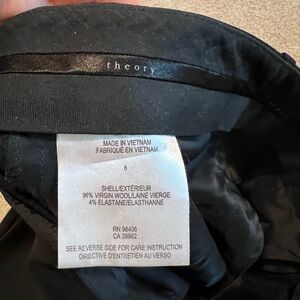 theory
MADE IN VIETNAM
FABRIQUÉ EN VIETNAM
6
SHELL/EXTÉRIEUR
96% VIRGIN WOOL/LAINE VIERGE
4% ELASTANE/ÉLASTHANNE
RN 96406
CA 39862
SEE REVERSE SIDE FOR CARE INSTRUCTION
DIRECTIVE D'ENTRETIEN AU VERSO